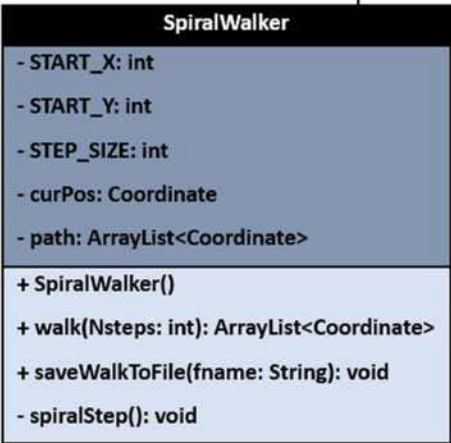 SpiralWalker
- START_X: int
- START_Y: int
- STEP_SIZE: int
- curPos: Coordinate
- path: ArrayList<Coordinate>
+ SpiralWalker()
+ walk(Nsteps: int): ArrayList<Coordinate>
+ saveWalkToFile(fname: String): void
- spiralStep(): void